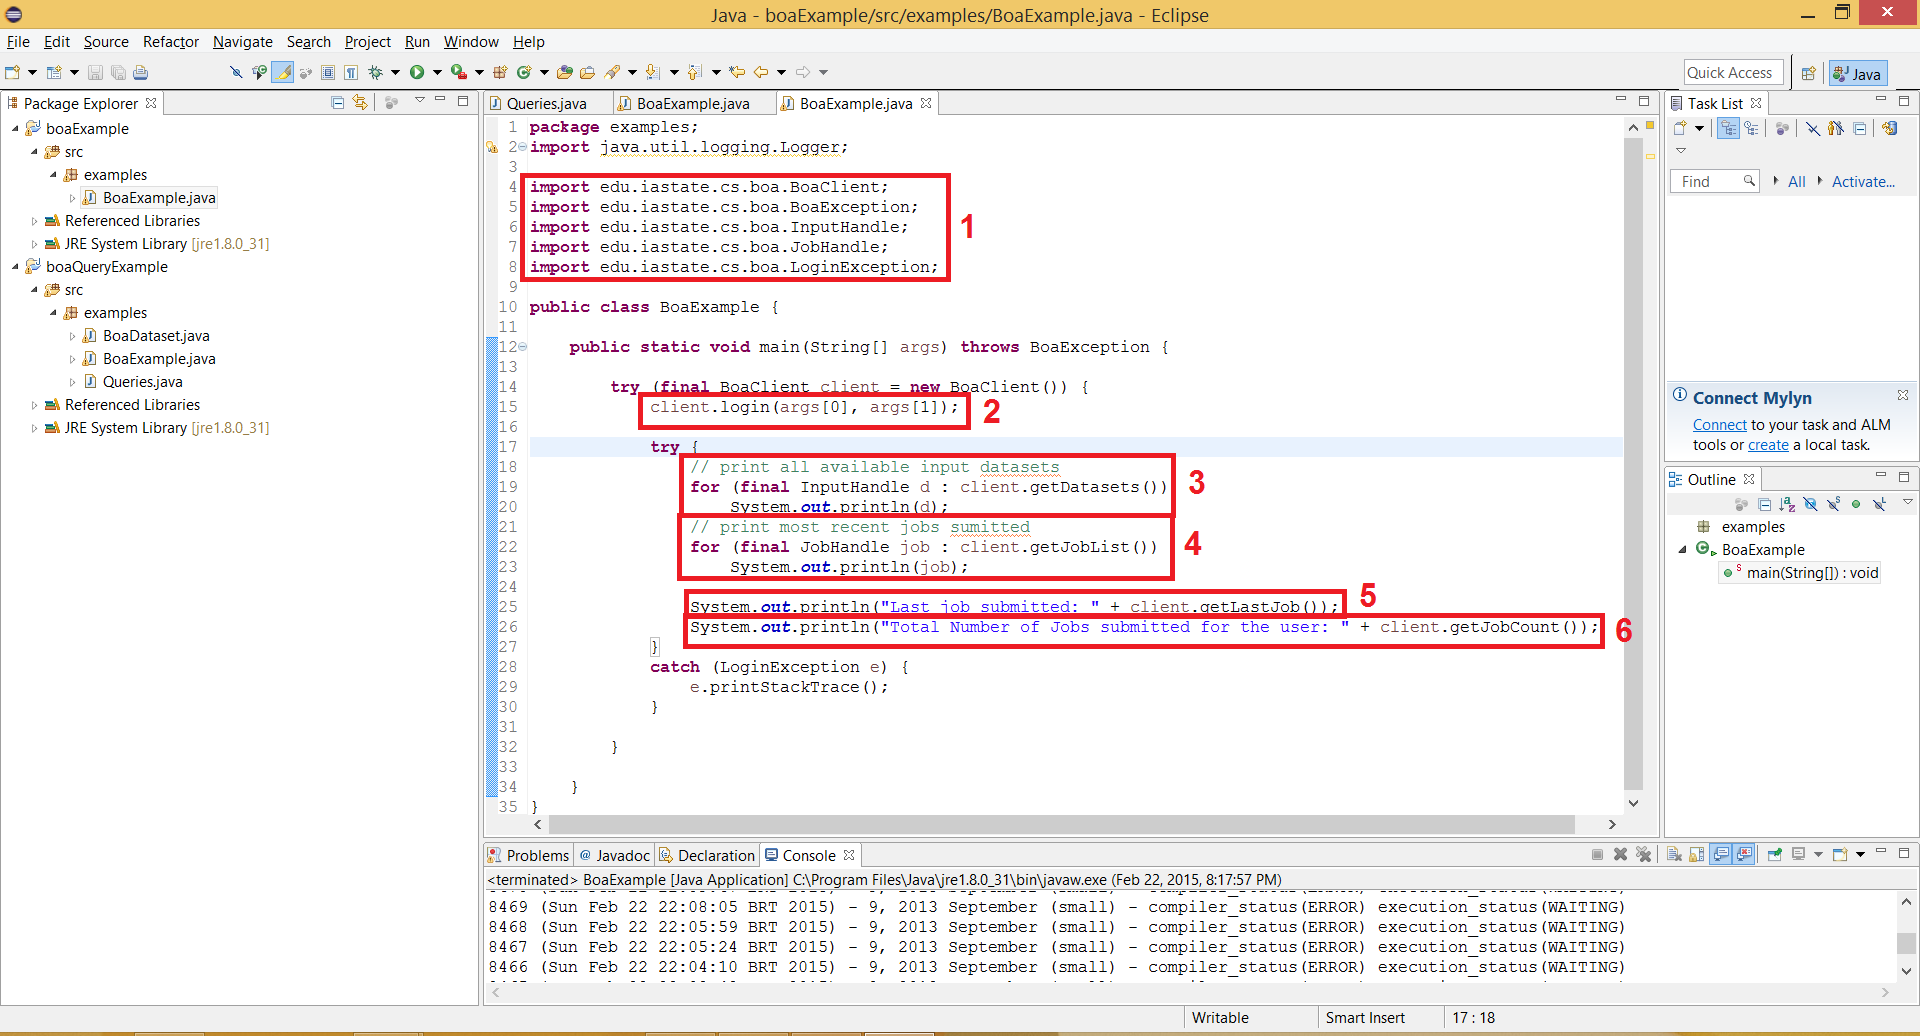 Java - boaExample/src/examples/BoaExample.java - Eclipse
File Edit Source Refactor Navigate Search Project Run Window Help
Quick Access
Java
Package Explorer
boaExample
src
examples
BoaExample.java
Referenced Libraries
JRE System Library [jre1.8.0_31]
boaQueryExample
src
examples
BoaDataset.java
BoaExample.java
Queries.java
Referenced Libraries
JRE System Library [jre1.8.0_31]
Queries.java BoaExample.java BoaExample.java
1 package examples;
2 import java.util.logging.Logger;
3
4 import edu.iastate.cs.boa.BoaClient;
5 import edu.iastate.cs.boa.BoaException;
6 import edu.iastate.cs.boa.InputHandle;
7 import edu.iastate.cs.boa.JobHandle;
8 import edu.iastate.cs.boa.LoginException;
1
9
10 public class BoaExample {
11
12 public static void main(String[] args) throws BoaException {
13
14 try (final BoaClient client = new BoaClient()) {
15 client.login(args[0], args[1]);
2
16
17 try {
18 // print all available input datasets
19 for (final InputHandle d : client.getDatasets())
20 System.out.println(d);
3
21 // print most recent jobs sumitted
22 for (final JobHandle job : client.getJobList())
23 System.out.println(job);
4
24
25 System.out.println("Last job submitted: " + client.getLastJob());
5
26 System.out.println("Total Number of Jobs submitted for the user: " + client.getJobCount());
6
27 }
28 catch (LoginException e) {
29 e.printStackTrace();
30 }
31
32 }
33
34 }
35 }
Task List
Find All Activate...
Connect Mylyn
Connect to your task and ALM
tools or create a local task.
Outline
examples
BoaExample
main(String[]) : void
Problems @ Javadoc Declaration Console
<terminated> BoaExample [Java Application] C:\Program Files\Java\jre1.8.0_31\bin\javaw.exe (Feb 22, 2015, 8:17:57 PM)
8469 (Sun Feb 22 22:08:05 BRT 2015) - 9, 2013 September (small) - compiler_status(ERROR) execution_status(WAITING)
8468 (Sun Feb 22 22:05:59 BRT 2015) - 9, 2013 September (small) - compiler_status(ERROR) execution_status(WAITING)
8467 (Sun Feb 22 22:05:24 BRT 2015) - 9, 2013 September (small) - compiler_status(ERROR) execution_status(WAITING)
8466 (Sun Feb 22 22:04:10 BRT 2015) - 9, 2013 September (small) - compiler_status(ERROR) execution_status(WAITING)
Writable Smart Insert 17 : 18